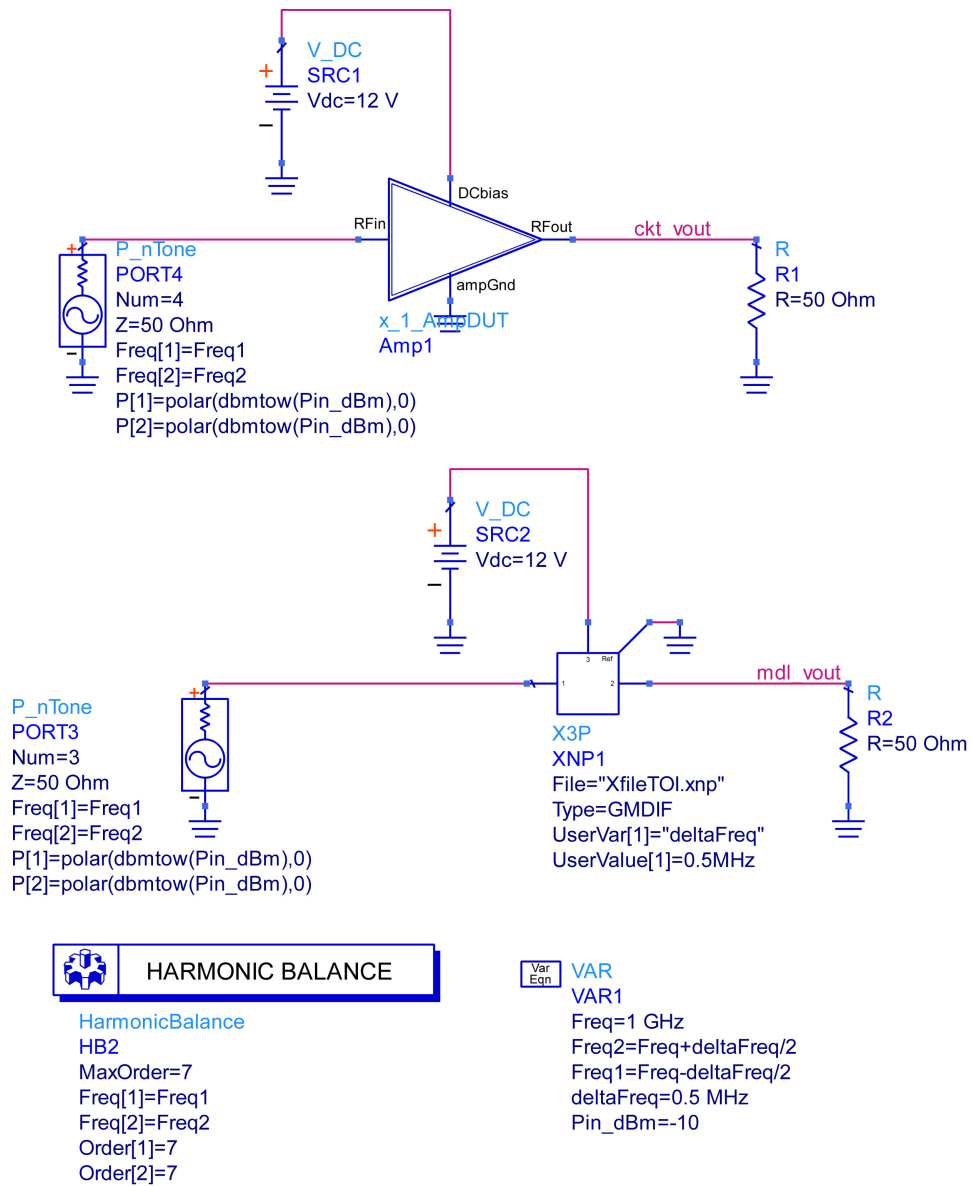 V_DC
SRC1
Vdc=12 V
+
−
DCbias
RFin
RFout
ampGnd
ckt_vout
x_1_AmpDUT
Amp1
+
−
P_nTone
PORT4
Num=4
Z=50 Ohm
Freq[1]=Freq1
Freq[2]=Freq2
P[1]=polar(dbmtow(Pin_dBm),0)
P[2]=polar(dbmtow(Pin_dBm),0)
R
R1
R=50 Ohm
V_DC
SRC2
Vdc=12 V
+
−
3
Ref
1
2
mdl_vout
X3P
XNP1
File="XfileTOI.xnp"
Type=GMDIF
UserVar[1]="deltaFreq"
UserValue[1]=0.5MHz
+
−
P_nTone
PORT3
Num=3
Z=50 Ohm
Freq[1]=Freq1
Freq[2]=Freq2
P[1]=polar(dbmtow(Pin_dBm),0)
P[2]=polar(dbmtow(Pin_dBm),0)
R
R2
R=50 Ohm
HARMONIC BALANCE
HarmonicBalance
HB2
MaxOrder=7
Freq[1]=Freq1
Freq[2]=Freq2
Order[1]=7
Order[2]=7
Var
Eqn
VAR
VAR1
Freq=1 GHz
Freq2=Freq+deltaFreq/2
Freq1=Freq-deltaFreq/2
deltaFreq=0.5 MHz
Pin_dBm=-10